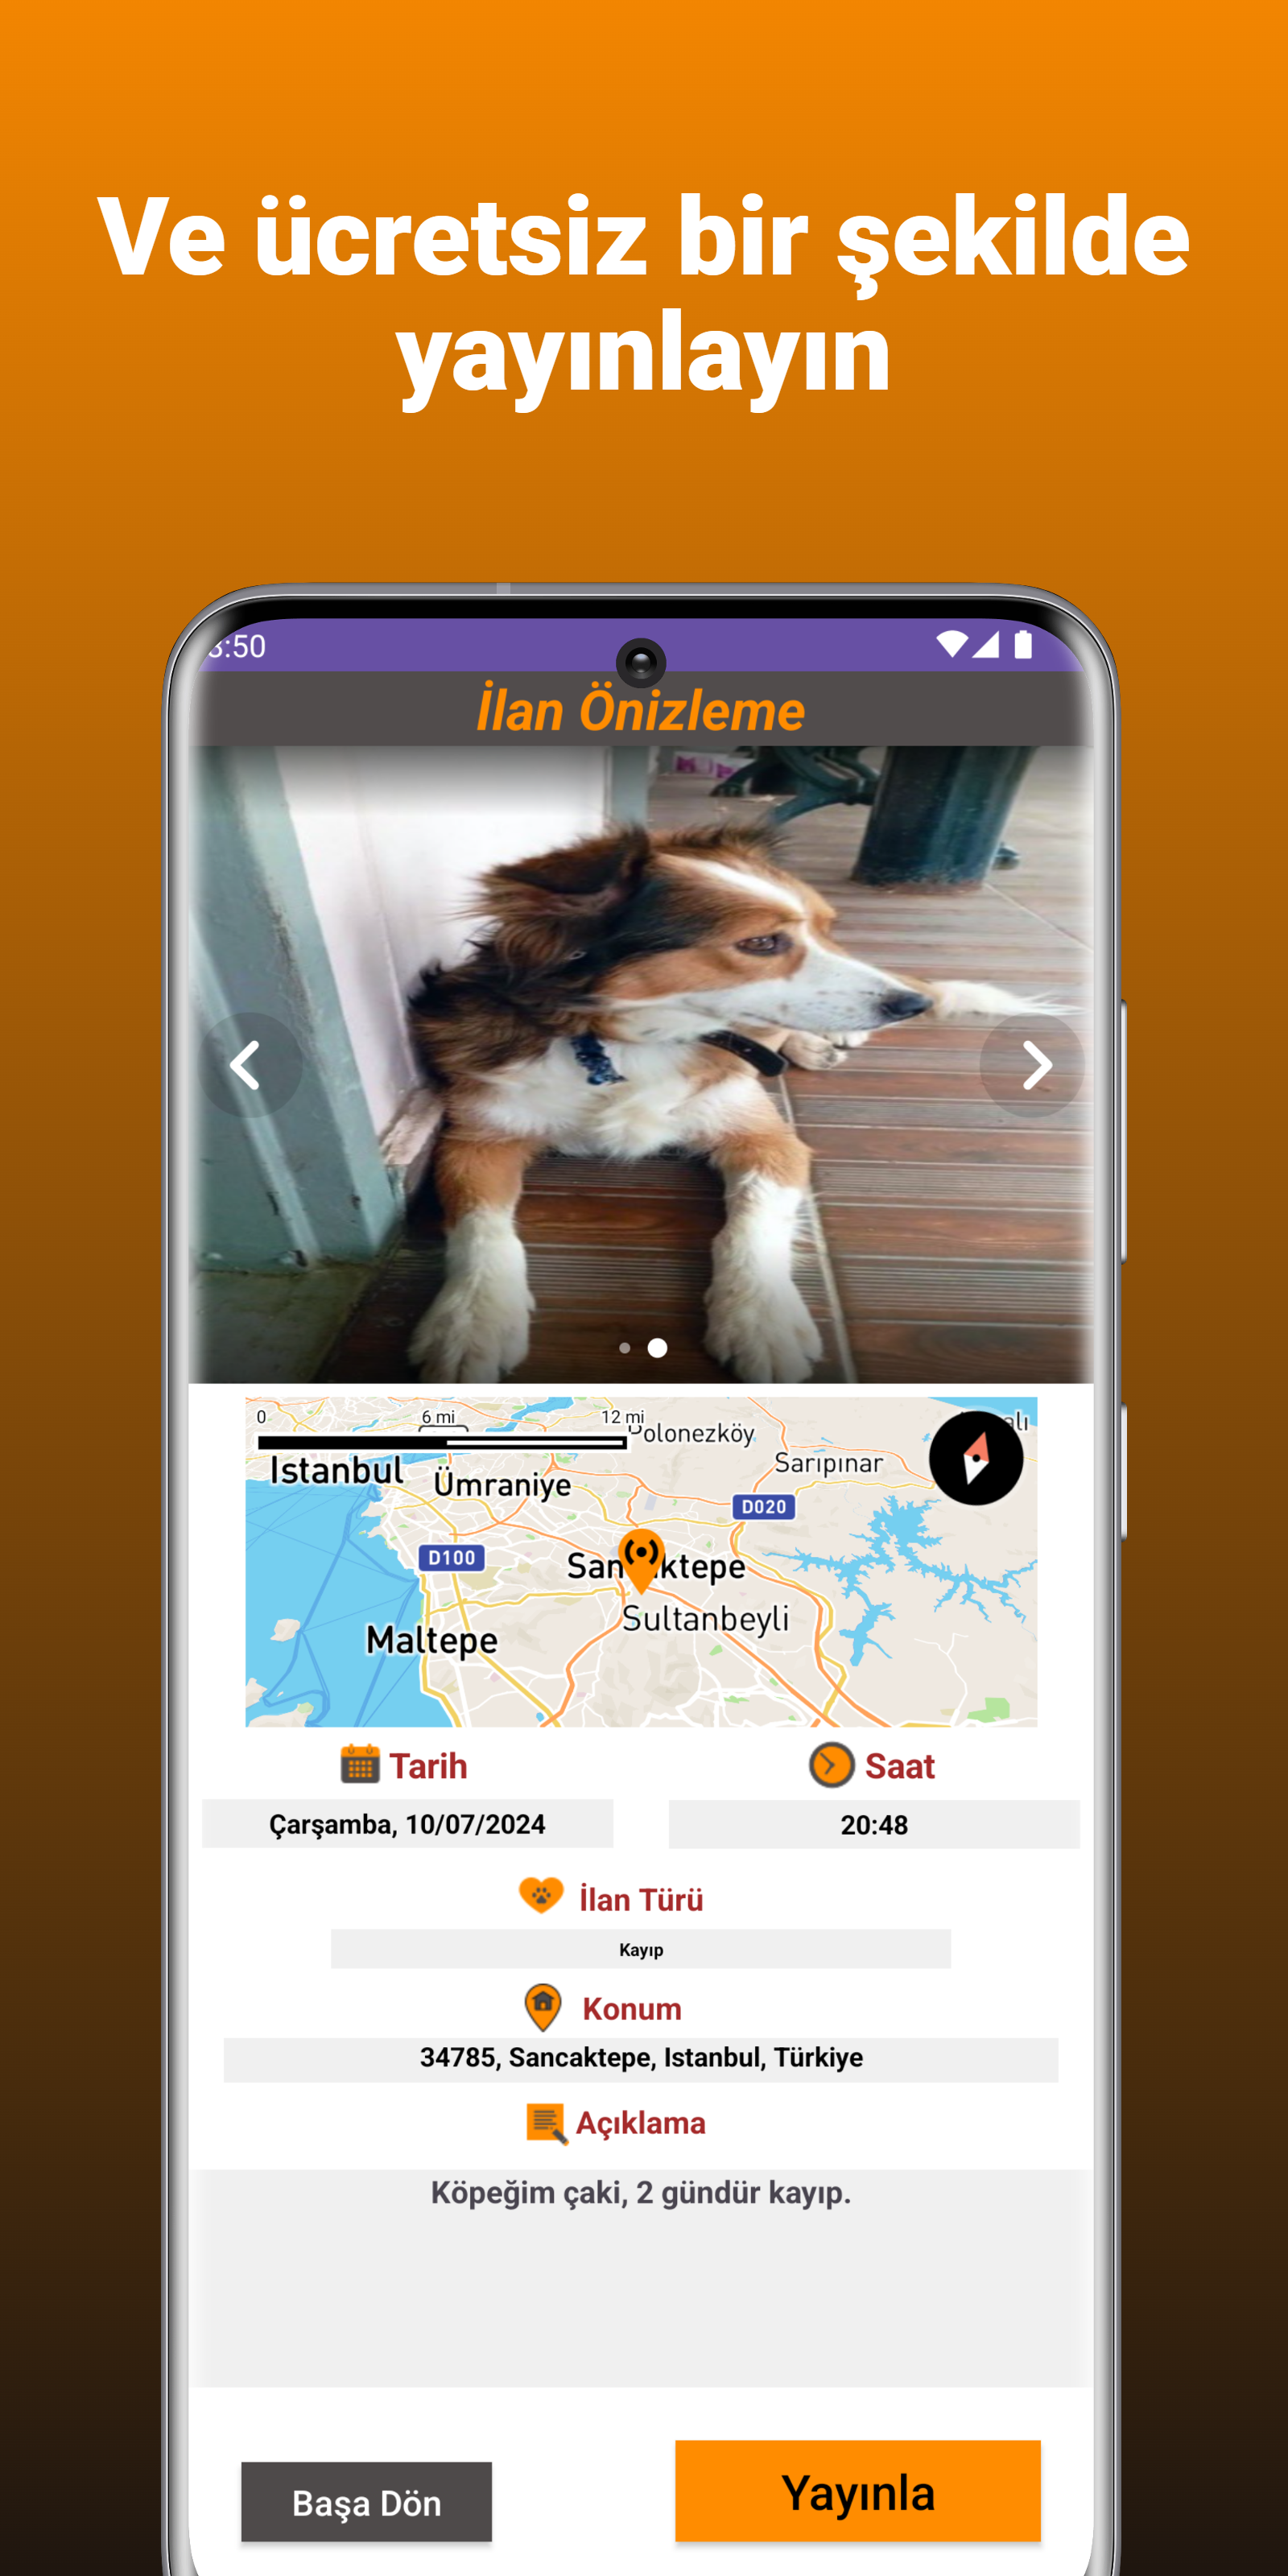 Ve ücretsiz bir şekilde
yayınlayın
:50
İlan Önizleme
0 6 mi 12 mi
Polonezköy
Istanbul
Ümraniye
Sarıpınar
D020
D100
Sancaktepe
Sultanbeyli
Maltepe
Tarih
Saat
Çarşamba, 10/07/2024
20:48
İlan Türü
Kayıp
Konum
34785, Sancaktepe, Istanbul, Türkiye
Açıklama
Köpeğim çaki, 2 gündür kayıp.
Başa Dön
Yayınla